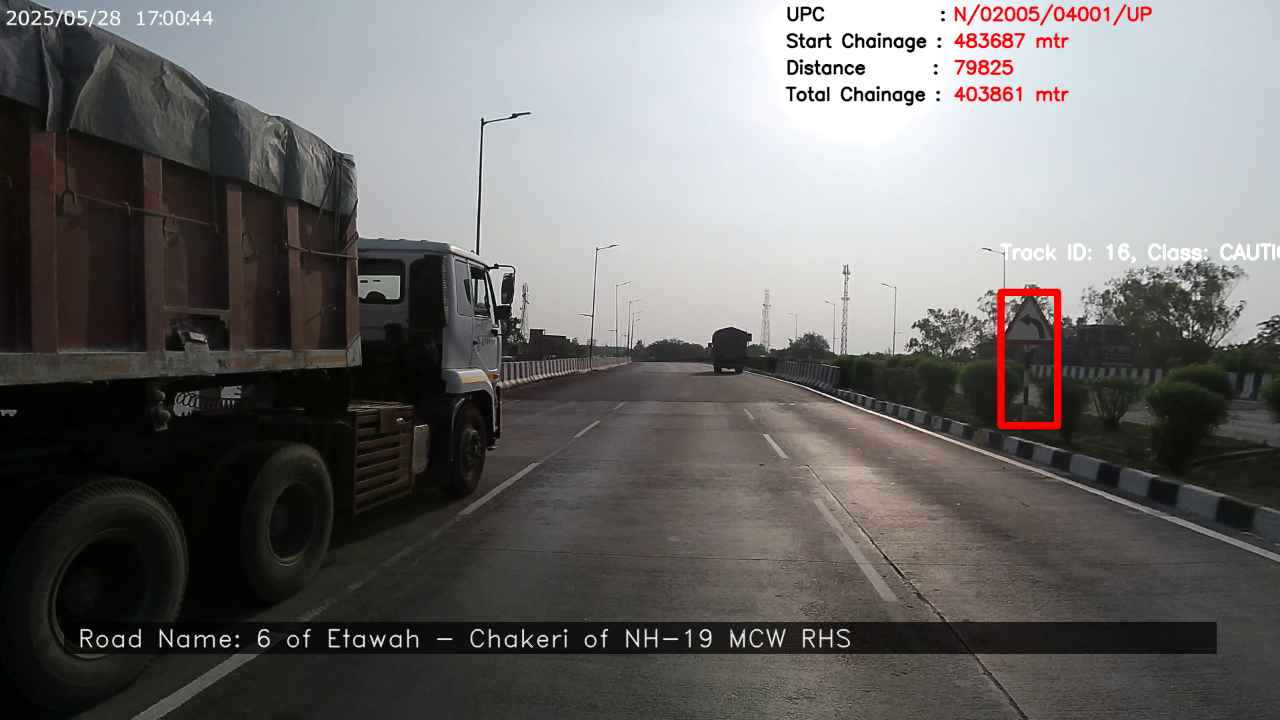 2025/05/28 17:00:44
UPC : N/02005/04001/UP
Start Chainage : 483687 mtr
Distance : 79825
Total Chainage : 403861 mtr
Track ID: 16, Class: CAUTIO
Road Name: 6 of Etawah - Chakeri of NH-19 MCW RHS